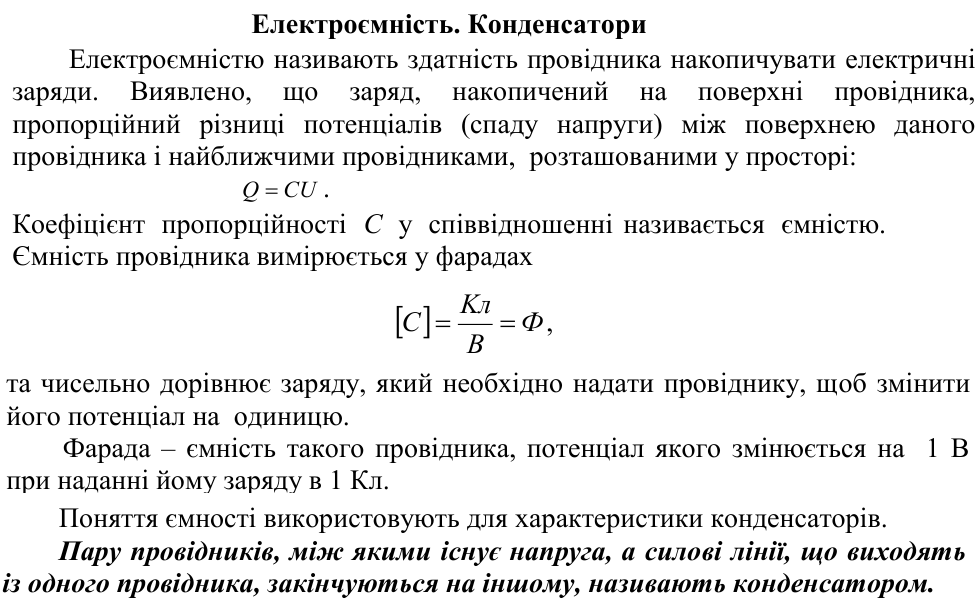 Електроємність. Конденсатори
Електроємністю називають здатність провідника накопичувати електричні
заряди. Виявлено, що заряд, накопичений на поверхні провідника,
пропорційний різниці потенціалів (спаду напруги) між поверхнею даного
провідника і найближчими провідниками, розташованими у просторі:
Q = CU .
Коефіцієнт пропорційності C у співвідношенні називається ємністю.
Ємність провідника вимірюється у фарадах
[C] = Кл/В = Ф,
та чисельно дорівнює заряду, який необхідно надати провіднику, щоб змінити
його потенціал на одиницю.
Фарада – ємність такого провідника, потенціал якого змінюється на 1 В
при наданні йому заряду в 1 Кл.
Поняття ємності використовують для характеристики конденсаторів.
Пару провідників, між якими існує напруга, а силові лінії, що виходять
із одного провідника, закінчуються на іншому, називають конденсатором.